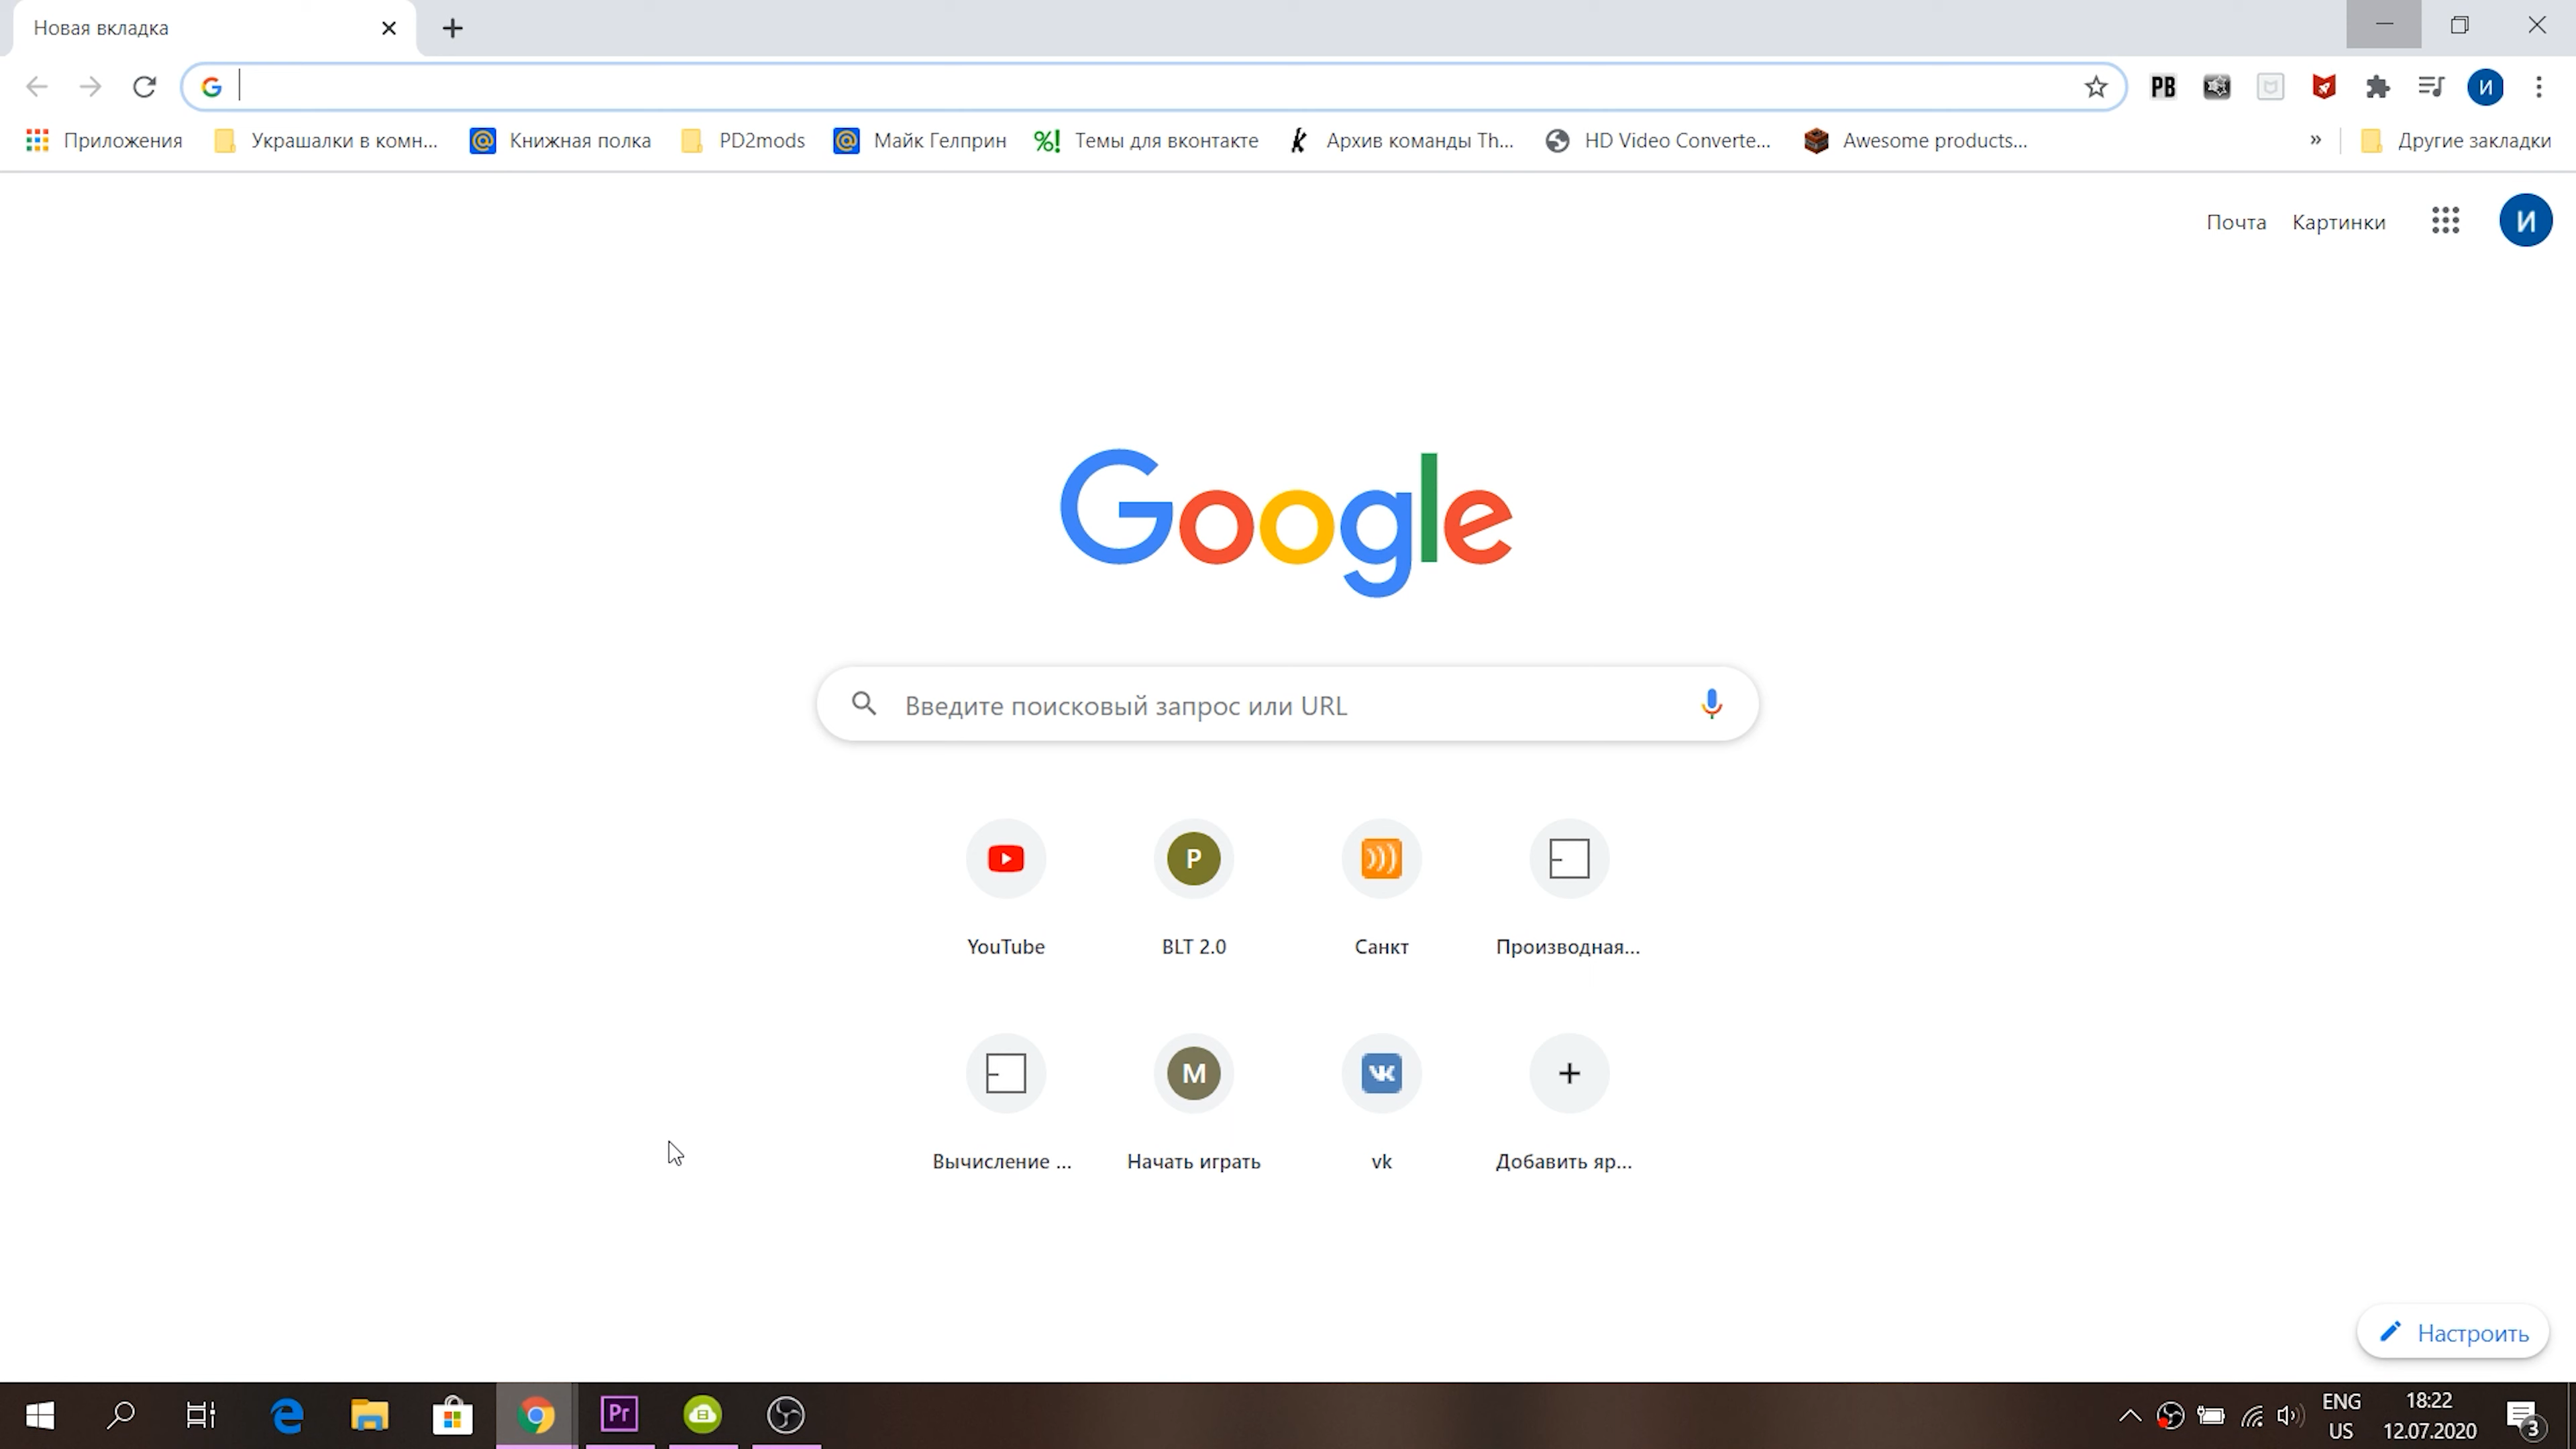 Новая вкладка
Приложения
Украшалки в комн...
Книжная полка
PD2mods
Майк Гелприн
%! Темы для вконтакте
Архив команды Th...
HD Video Converte...
Awesome products...
»
Другие закладки
PB
И
Почта
Картинки
И
Google
Введите поисковый запрос или URL
YouTube
P
BLT 2.0
Санкт
Производная...
Вычисление ...
M
Начать играть
vk
Добавить яр...
Настроить
Pr
ENG
US
18:22
12.07.2020
3